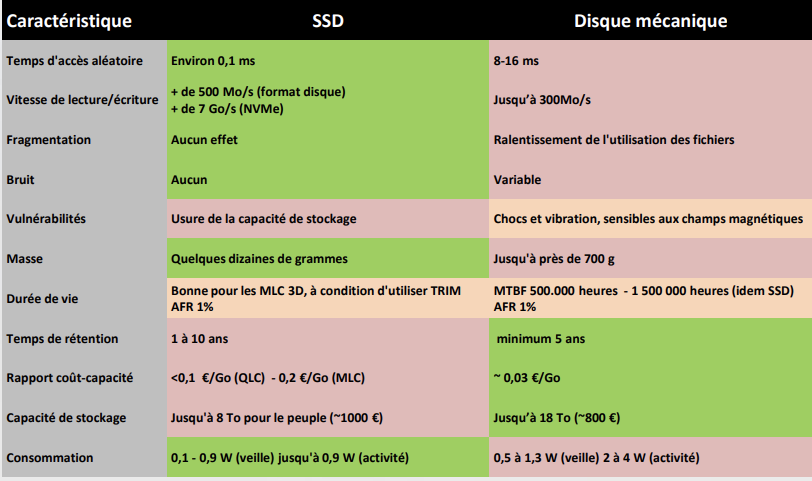 Caractéristique SSD Disque mécanique
Temps d'accès aléatoire Environ 0,1 ms 8-16 ms
Vitesse de lecture/écriture + de 500 Mo/s (format disque) Jusqu'à 300Mo/s
+ de 7 Go/s (NVMe)
Fragmentation Aucun effet Ralentissement de l'utilisation des fichiers
Bruit Aucun Variable
Vulnérabilités Usure de la capacité de stockage Chocs et vibration, sensibles aux champs magnétiques
Masse Quelques dizaines de grammes Jusqu'à près de 700 g
Durée de vie Bonne pour les MLC 3D, à condition d'utiliser TRIM MTBF 500.000 heures - 1 500 000 heures (idem SSD)
AFR 1% AFR 1%
Temps de rétention 1 à 10 ans minimum 5 ans
Rapport coût-capacité <0,1 €/Go (QLC) - 0,2 €/Go (MLC) ~ 0,03 €/Go
Capacité de stockage Jusqu'à 8 To pour le peuple (~1000 €) Jusqu'à 18 To (~800 €)
Consommation 0,1 - 0,9 W (veille) jusqu'à 0,9 W (activité) 0,5 à 1,3 W (veille) 2 à 4 W (activité)